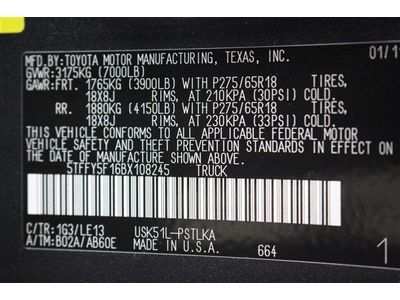 MFD.BY:TOYOTA MOTOR MANUFACTURING, TEXAS, INC.
GVWR:3175KG (7000LB) 01/1
GAWR:FRT. 1765KG (3900LB) WITH P275/65R18 TIRES,
18X8J RIMS, AT 210KPA (30PSI) COLD
RR. 1880KG (4150LB) WITH P275/65R18 TIRES,
18X8J RIMS, AT 230KPA (33PSI) COLD
THIS VEHICLE CONFORMS TO ALL APPLICABLE FEDERAL MOTOR
VEHICLE SAFETY AND BUMPER STANDARDS IN EFFECT ON
THE DATE OF MANUFACTURE SHOWN ABOVE.
5TFFY5F16BX108245 TRUCK
C/TR:1G3/LE13 USK51L-PSTLKA
A/TM:B02A/AB60E MADE IN U.S.A. 664 1